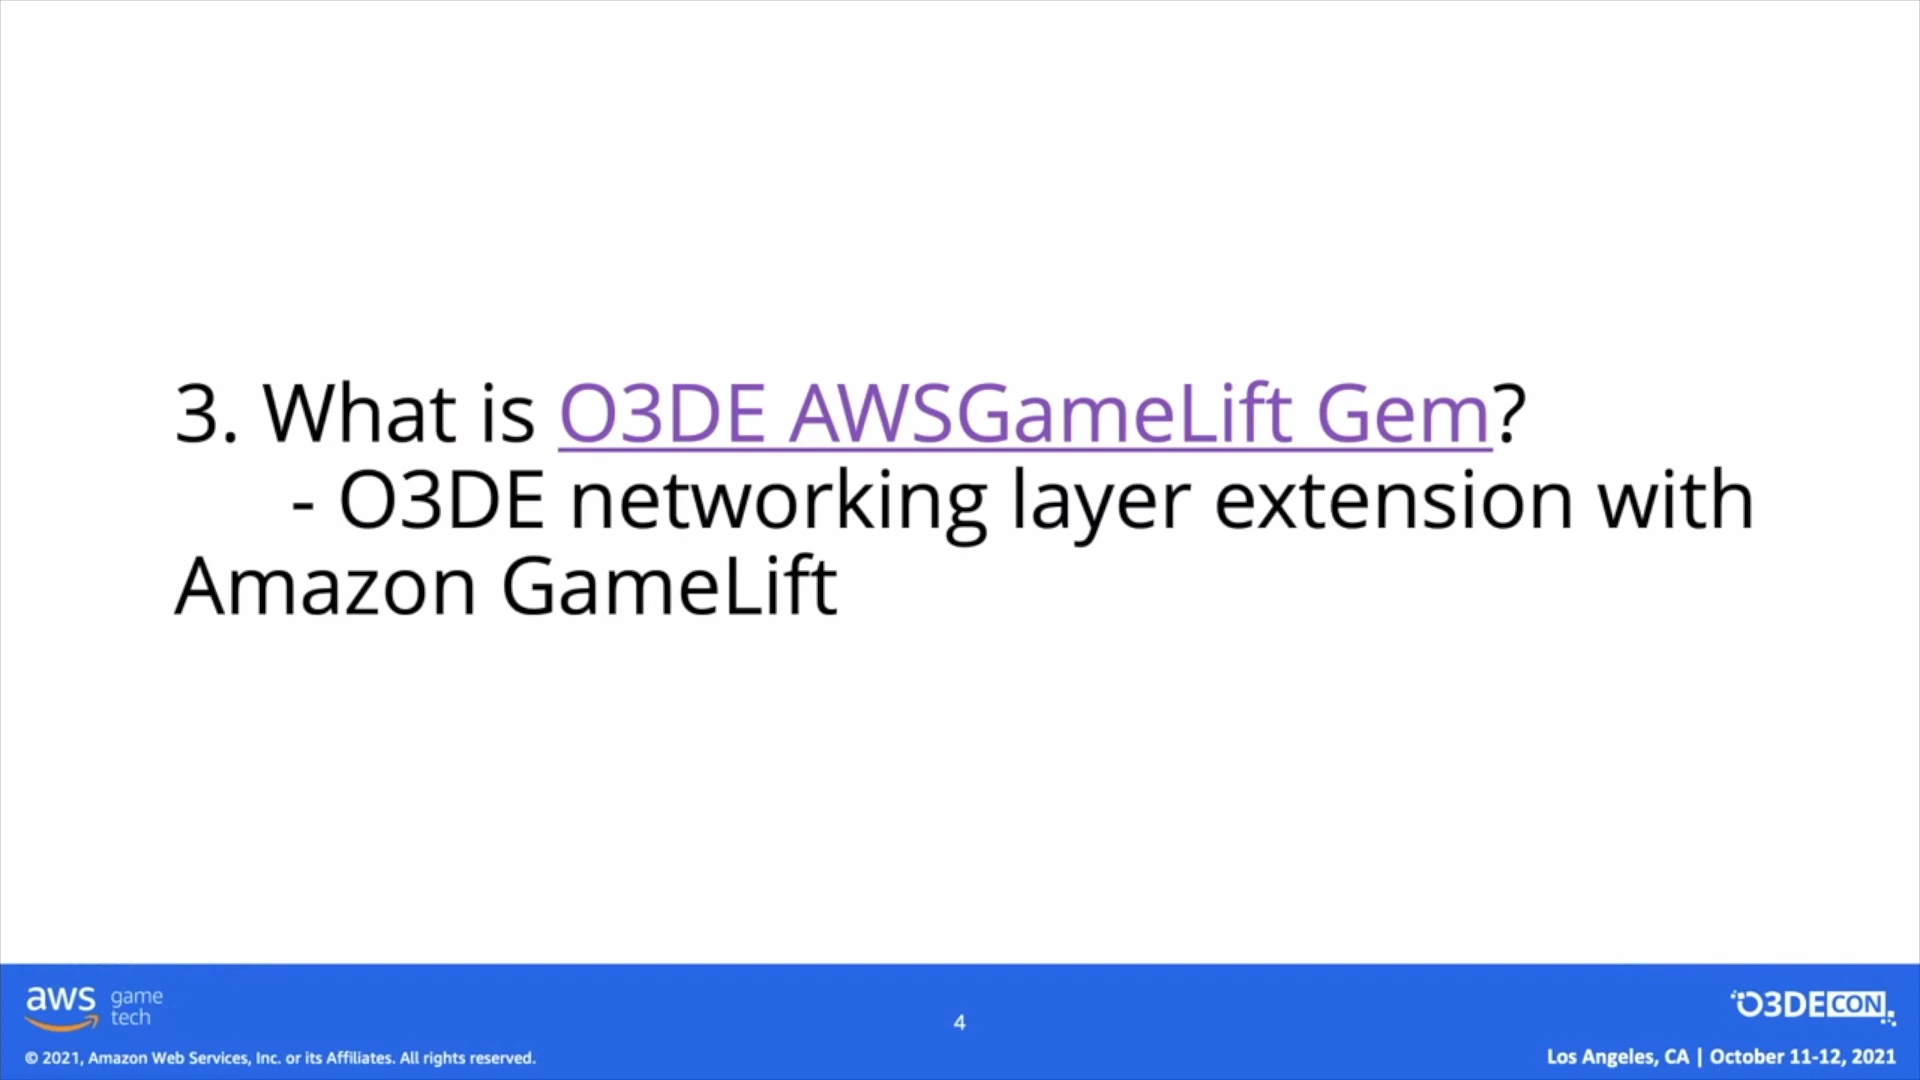 3. What is O3DE AWSGameLift Gem?
- O3DE networking layer extension with
Amazon GameLift
aws game tech
4
O3DECON
© 2021, Amazon Web Services, Inc. or its Affiliates. All rights reserved.
Los Angeles, CA | October 11-12, 2021